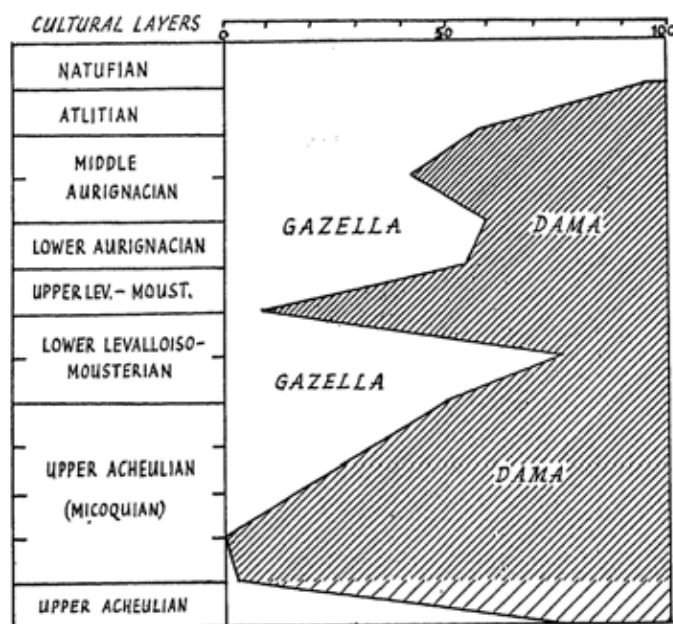 CULTURAL LAYERS
0 50 100
NATUFIAN
ATLITIAN
MIDDLE
AURIGNACIAN
GAZELLA DAMA
LOWER AURIGNACIAN
UPPER LEV.- MOUST.
LOWER LEVALLOISO-
MOUSTERIAN
GAZELLA
UPPER ACHEULIAN
DAMA
(MICOQUIAN)
UPPER ACHEULIAN